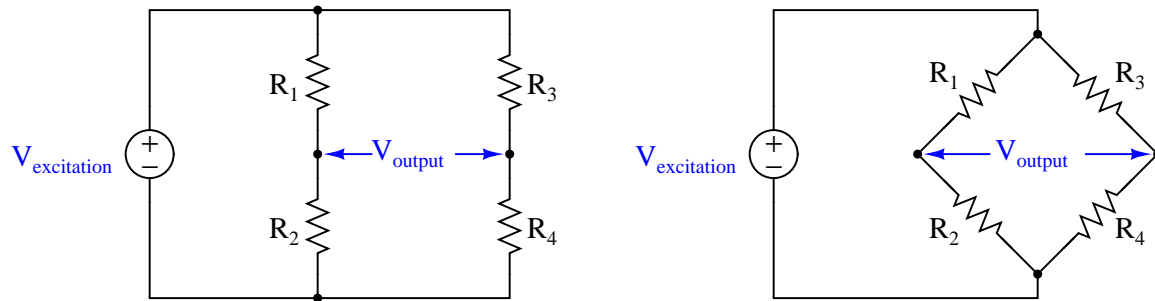 R1
R3
Vexcitation
+
−
Voutput
R2
R4
R1
R3
Vexcitation
+
−
Voutput
R2
R4